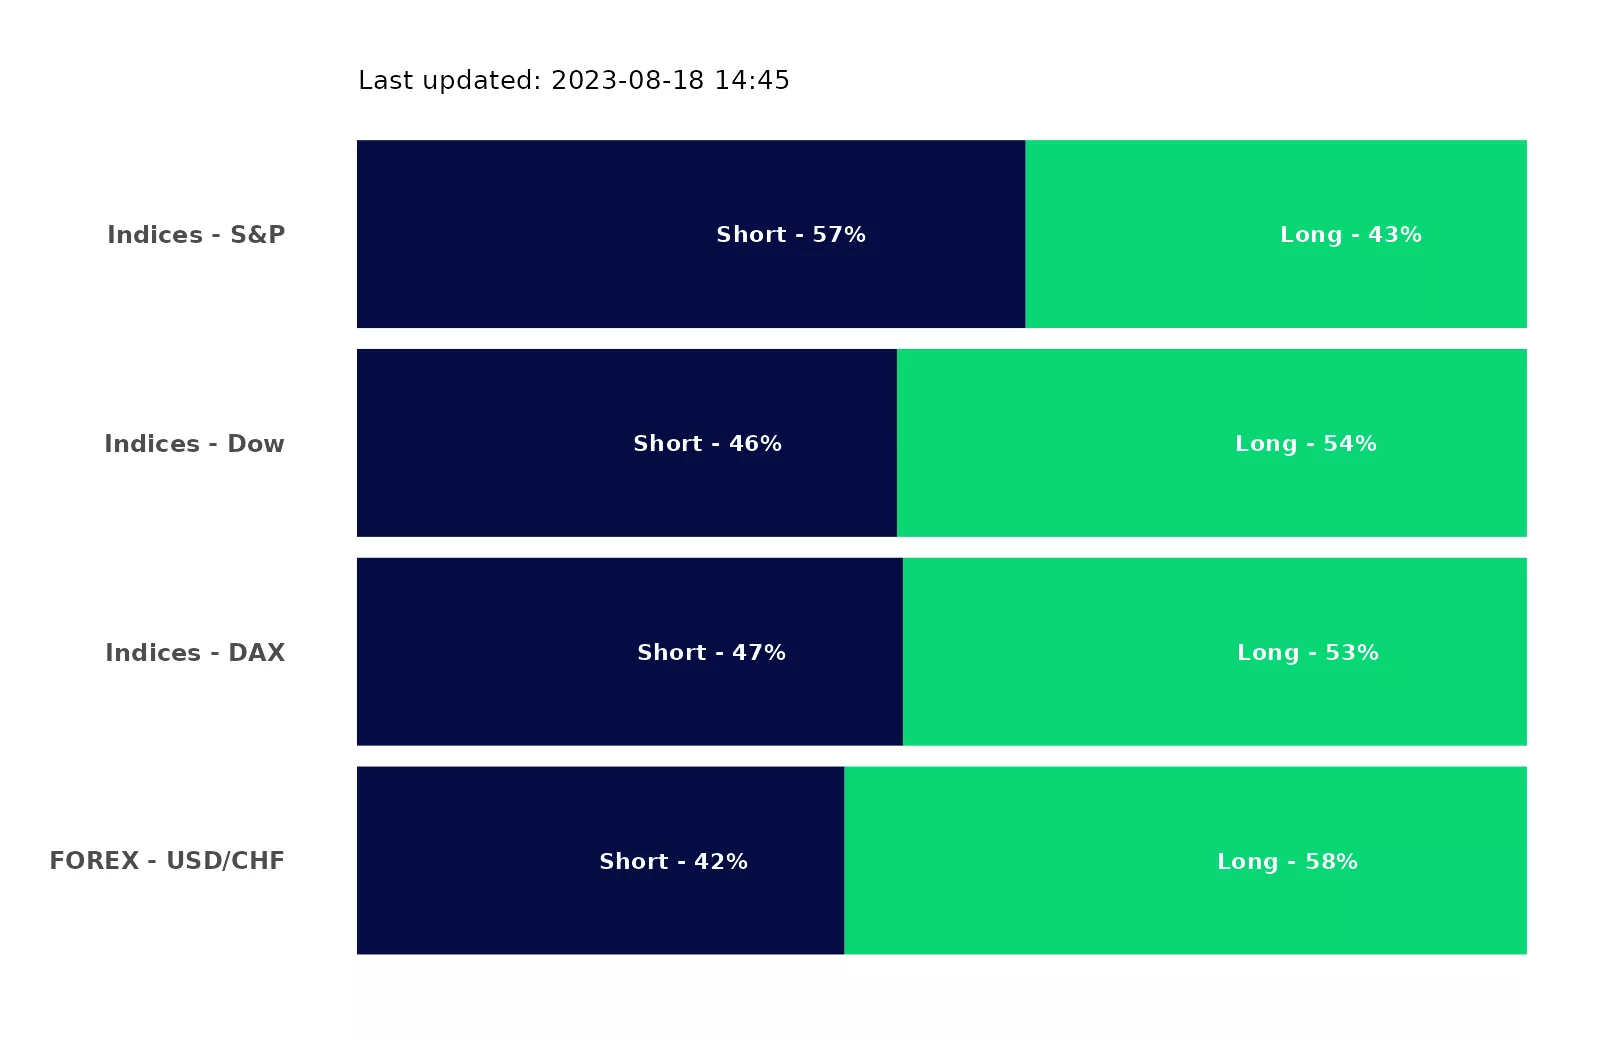 Last updated: 2023-08-18 14:45
Indices - S&P
Short - 57%
Long - 43%
Indices - Dow
Short - 46%
Long - 54%
Indices - DAX
Short - 47%
Long - 53%
FOREX - USD/CHF
Short - 42%
Long - 58%